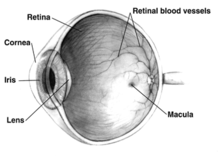 Retinal blood vessels
Retina
Cornea
Iris
Lens
Macula